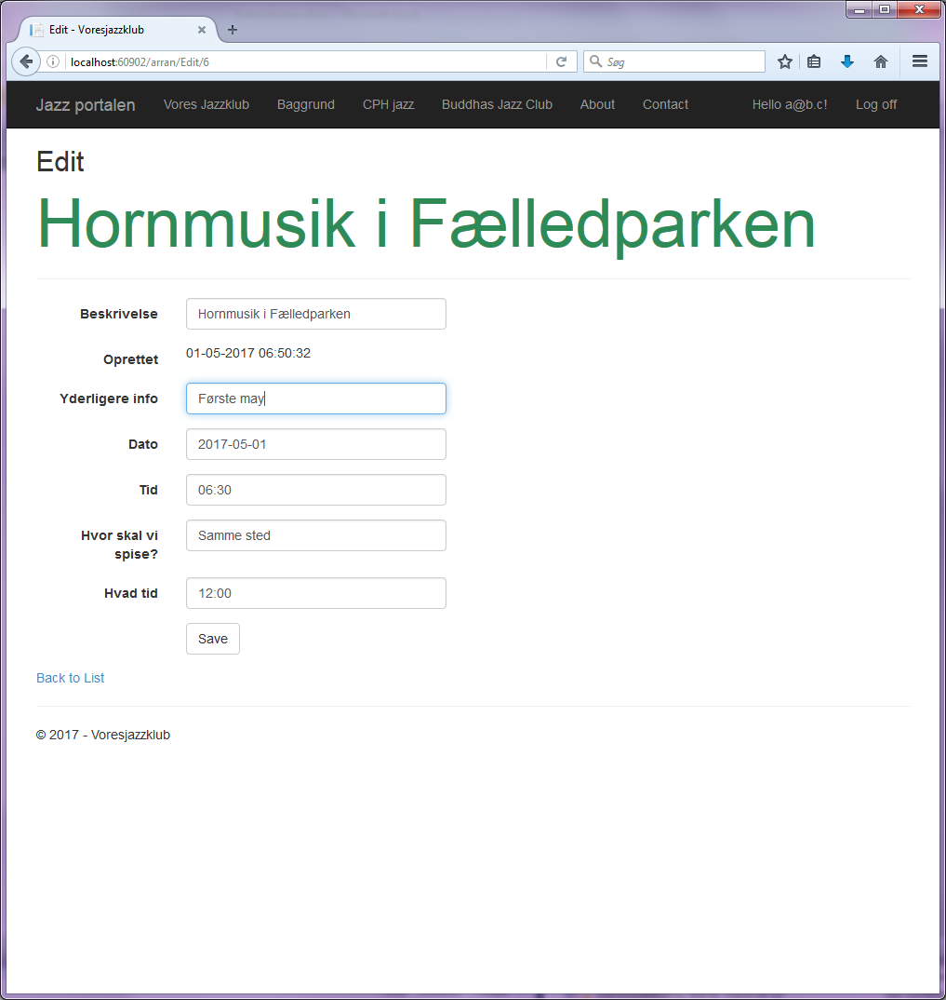 Edit - Voresjazzklub
localhost:60902/arran/Edit/6
Søg
Jazz portalen Vores Jazzklub Baggrund CPH jazz Buddhas Jazz Club About Contact Hello a@b.c! Log off
Edit
Hornmusik i Fælledparken
Beskrivelse Hornmusik i Fælledparken
Oprettet 01-05-2017 06:50:32
Yderligere info Første may
Dato 2017-05-01
Tid 06:30
Hvor skal vi Samme sted
spise?
Hvad tid 12:00
Save
Back to List
© 2017 - Voresjazzklub